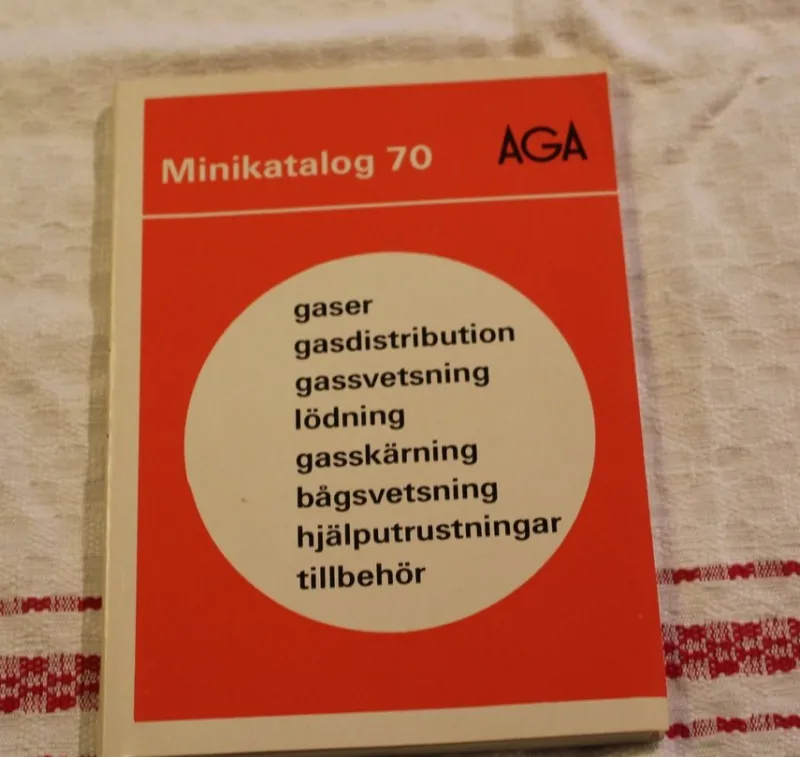 Minikatalog 70
AGA
gaser
gasdistribution
gassvetsning
lödning
gasskärning
bågsvetsning
hjälputrustningar
tillbehör